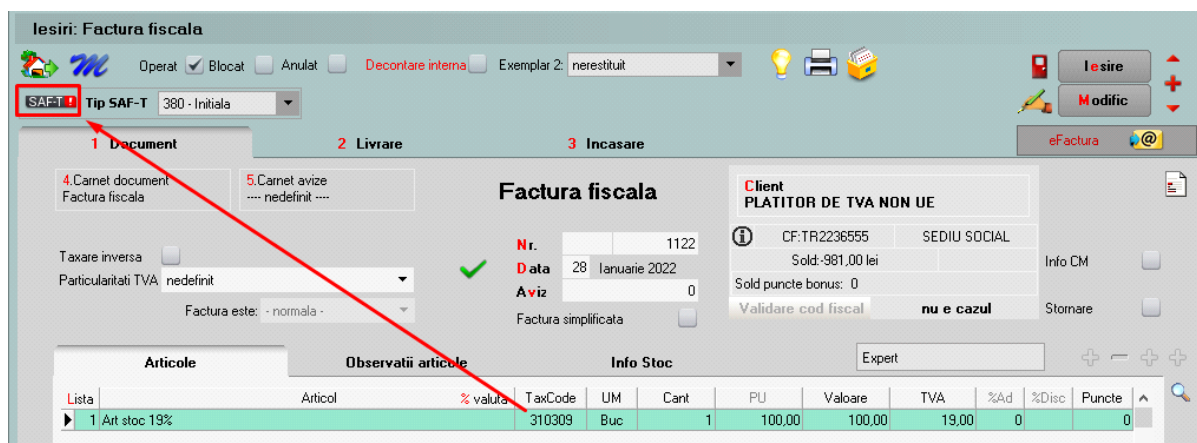 Iesiri: Factura fiscala
Operat Blocat Anulat Decontare interna Exemplar 2: nerestituit
Iesire
SAF-T ! Tip SAF-T 380 - Initiala
Modific
1 Document 2 Livrare 3 Incasare
eFactura @
4.Carnet document 5.Carnet avize
Factura fiscala ---- nedefinit ----
Factura fiscala
Client
PLATITOR DE TVA NON UE
Nr. 1122
CF:TR2236555 SEDIU SOCIAL
Taxare inversa
Data 28 Ianuarie 2022
Sold:-981,00 lei
Info CM
Particularitati TVA nedefinit
Aviz 0
Sold puncte bonus: 0
Factura este: - normala -
Factura simplificata
Validare cod fiscal nu e cazul Stornare
Articole Observatii articole Info Stoc Expert
Lista Articol % valuta TaxCode UM Cant PU Valoare TVA %Ad %Disc Puncte
1 Art stoc 19% 310309 Buc 1 100,00 100,00 19,00 0 0